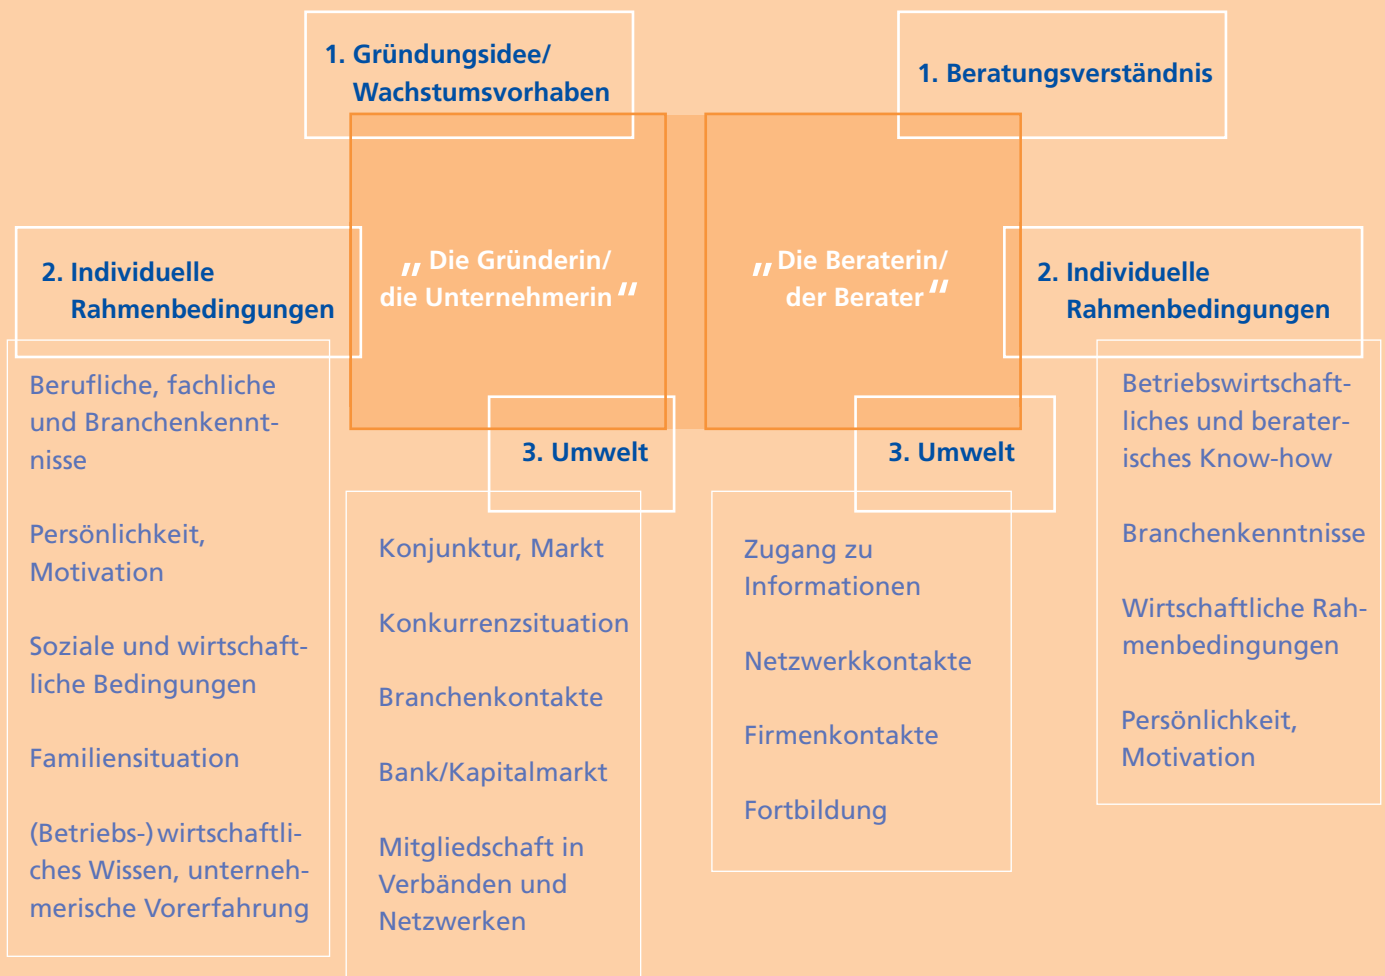 1. Gründungsidee/
Wachstumsvorhaben
„Die Gründerin/
die Unternehmerin“
2. Individuelle
Rahmenbedingungen
Berufliche, fachliche
und Branchenkennt-
nisse
Persönlichkeit,
Motivation
Soziale und wirtschaft-
liche Bedingungen
Familiensituation
(Betriebs-)wirtschaftli-
ches Wissen, unterneh-
merische Vorerfahrung
3. Umwelt
Konjunktur, Markt
Konkurrenzsituation
Branchenkontakte
Bank/Kapitalmarkt
Mitgliedschaft in
Verbänden und
Netzwerken
1. Beratungsverständnis
„Die Beraterin/
der Berater“
2. Individuelle
Rahmenbedingungen
Betriebswirtschaft-
liches und berater-
isches Know-how
Branchenkenntnisse
Wirtschaftliche Rah-
menbedingungen
Persönlichkeit,
Motivation
3. Umwelt
Zugang zu
Informationen
Netzwerkkontakte
Firmenkontakte
Fortbildung